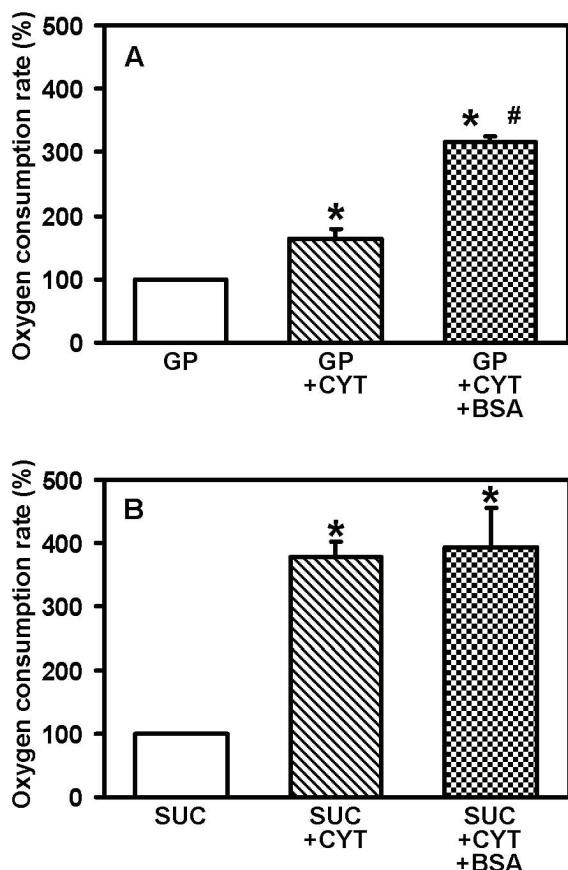 Oxygen consumption rate (%)
500
400
300
200
100
0
A
*
* #
GP
GP
+CYT
GP
+CYT
+BSA
Oxygen consumption rate (%)
500
400
300
200
100
0
B
*
*
SUC
SUC
+CYT
SUC
+CYT
+BSA